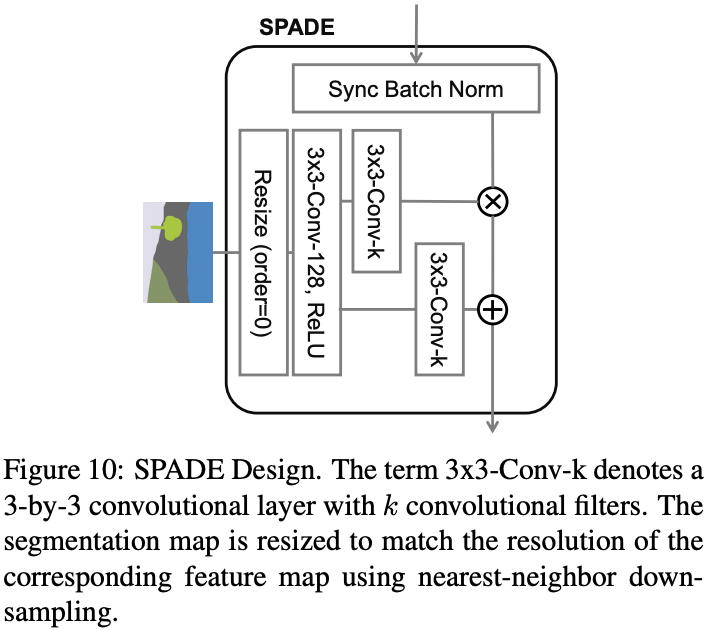 SPADE
Sync Batch Norm
Resize (order=0)
3x3-Conv-128, ReLU
3x3-Conv-k
3x3-Conv-k
Figure 10: SPADE Design. The term 3x3-Conv-k denotes a
3-by-3 convolutional layer with k convolutional filters. The
segmentation map is resized to match the resolution of the
corresponding feature map using nearest-neighbor down-
sampling.